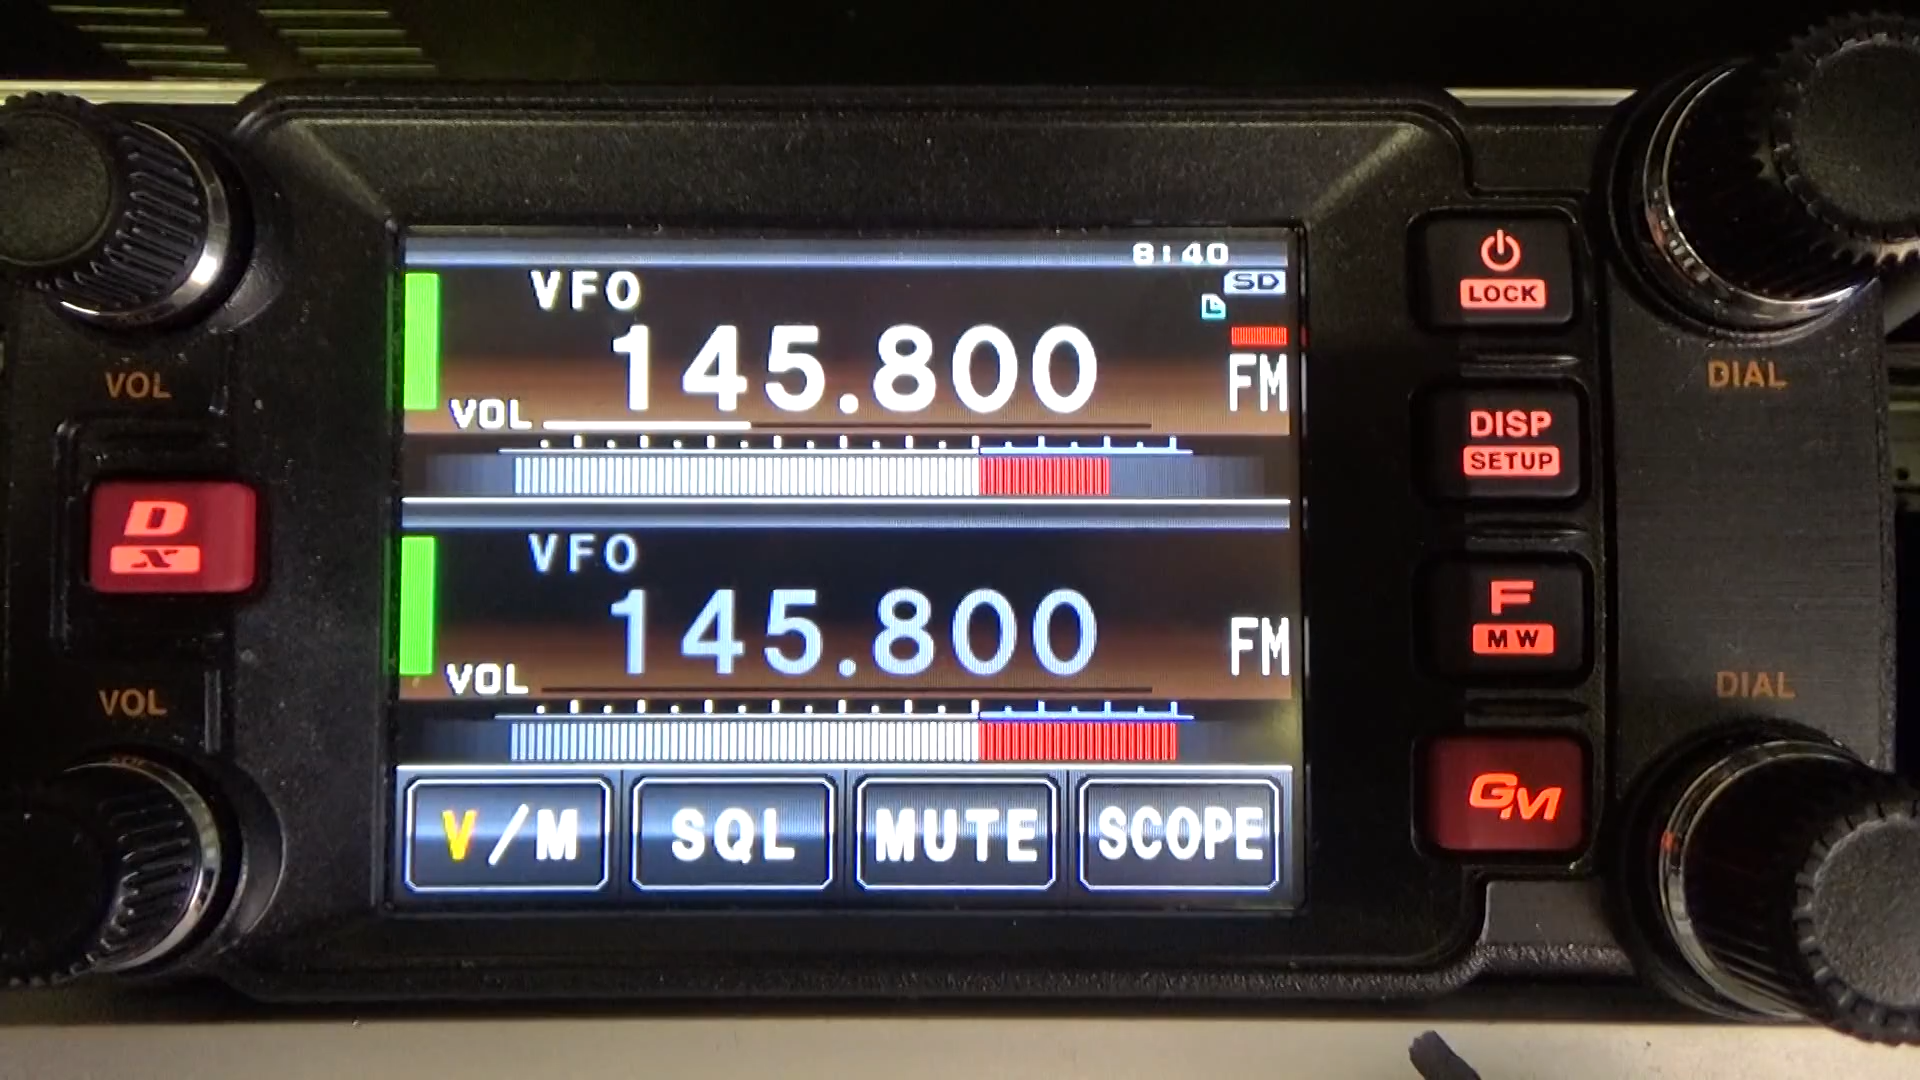 8:40
VFO
SD
145.800
FM
VOL
VFO
145.800
FM
VOL
V/M SQL MUTE SCOPE
VOL
D
X
VOL
LOCK
DISP
SETUP
F
MW
GM
DIAL
DIAL